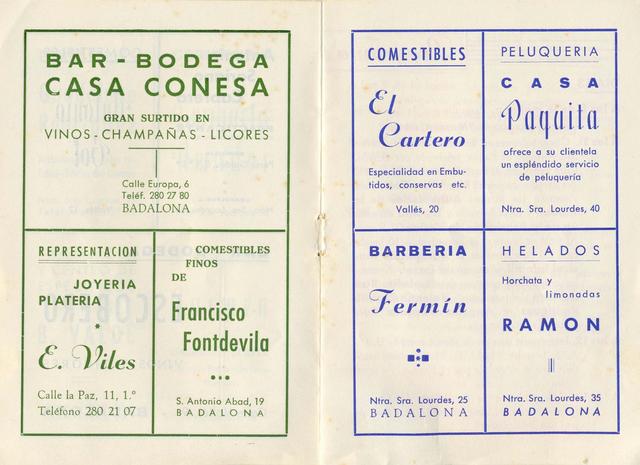 BAR - BODEGA
CASA CONESA
GRAN SURTIDO EN
VINOS - CHAMPAÑAS - LICORES
Calle Europa, 6
Teléf. 280 27 80
BADALONA
REPRESENTACION
JOYERIA
PLATERIA
E. Viles
Calle la Paz, 11, 1.°
Teléfono 280 21 07
COMESTIBLES
FINOS
DE
Francisco
Fontdevila
S. Antonio Abad, 19
BADALONA
COMESTIBLES
El
Cartero
Especialidad en Embu-
tidos, conservas etc.
Vallés, 20
PELUQUERIA
CASA
Paquita
ofrece a su clientela
un espléndido servicio
de peluquería
Ntra. Sra. Lourdes, 40
BARBERIA
Fermín
Ntra. Sra. Lourdes, 25
BADALONA
HELADOS
Horchata y
limonadas
RAMON
Ntra. Sra. Lourdes, 35
BADALONA